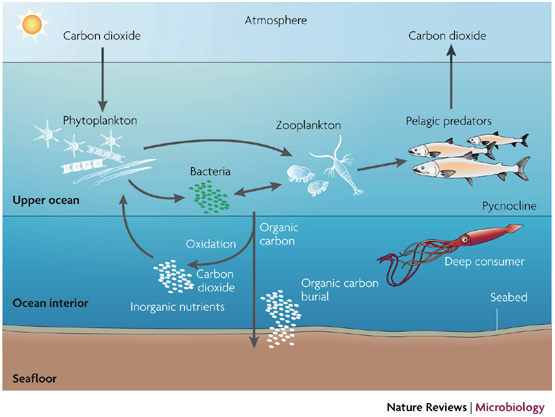 Atmosphere
Carbon dioxide
Carbon dioxide
Phytoplankton
Zooplankton
Pelagic predators
Bacteria
Upper ocean
Pycnocline
Organic
carbon
Oxidation
Carbon
dioxide
Inorganic nutrients
Organic carbon
burial
Deep consumer
Ocean interior
Seabed
Seafloor
Nature Reviews | Microbiology